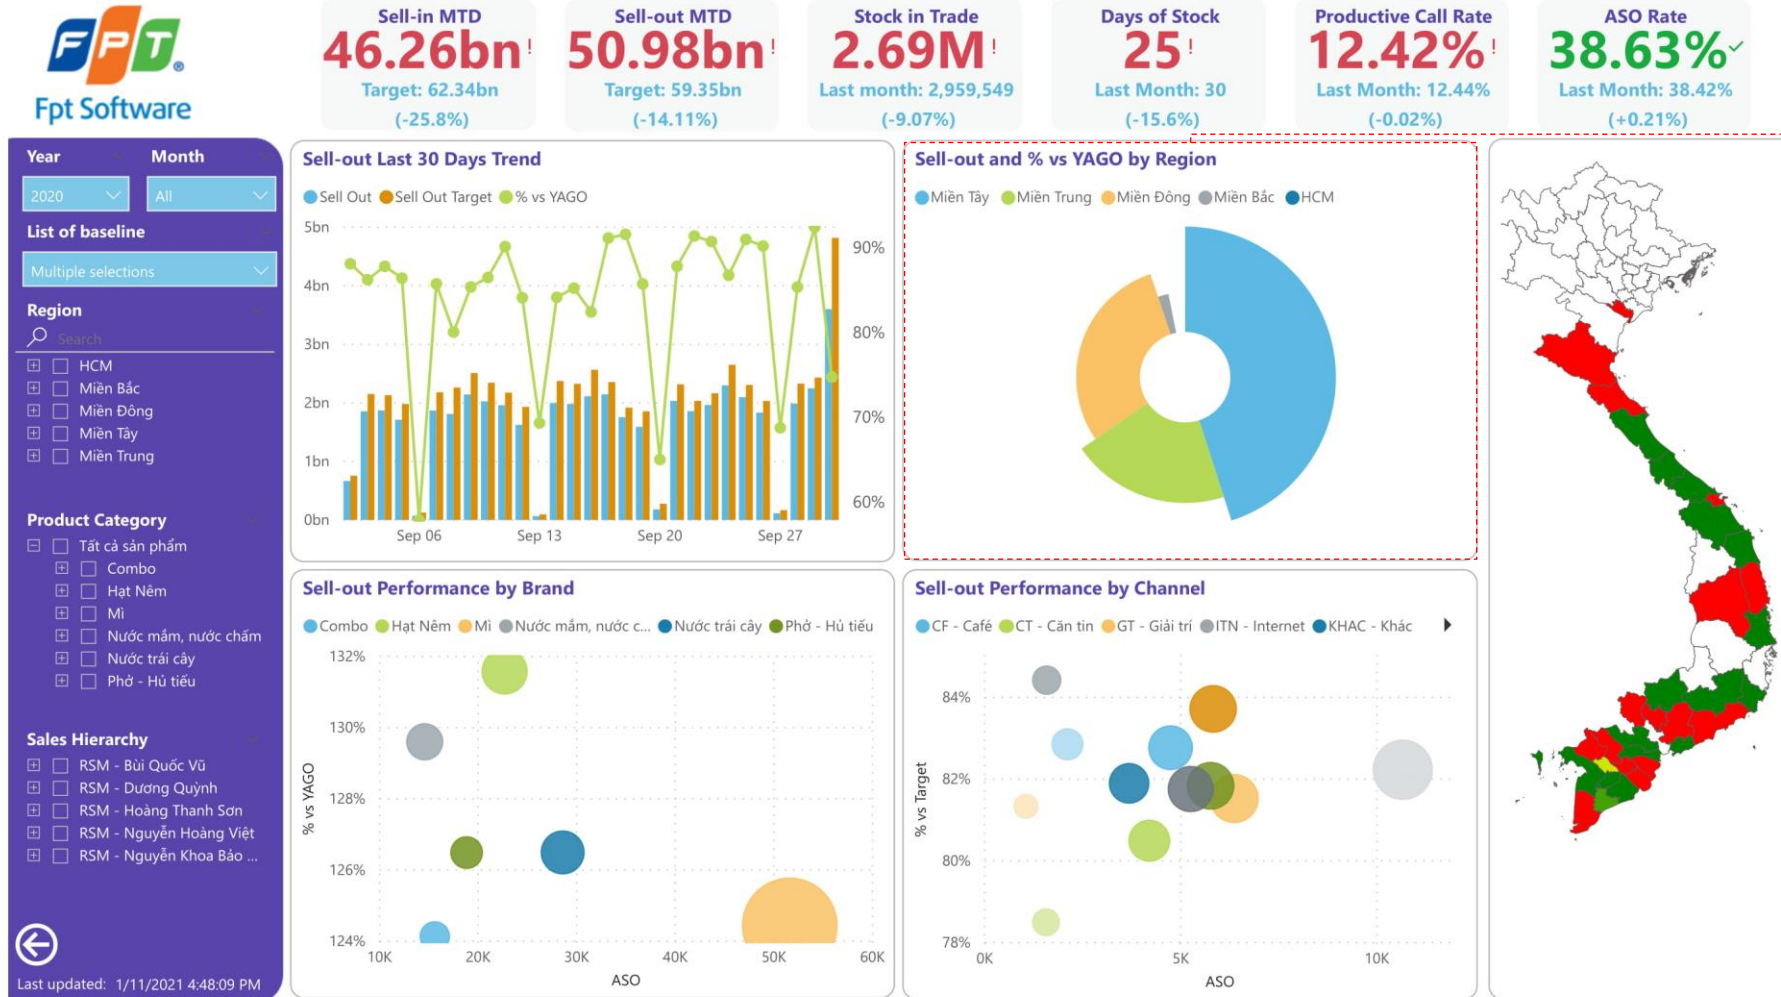 FPT
Fpt Software
Sell-in MTD
46.26bn!
Target: 62.34bn
(-25.8%)
Sell-out MTD
50.98bn!
Target: 59.35bn
(-14.11%)
Stock in Trade
2.69M!
Last month: 2,959,549
(-9.07%)
Days of Stock
25!
Last Month: 30
(-15.6%)
Productive Call Rate
12.42%!
Last Month: 12.44%
(-0.02%)
ASO Rate
38.63%
Last Month: 38.42%
(+0.21%)
Year Month
2020 All
List of baseline
Multiple selections
Region
Search
HCM
Miền Bắc
Miền Đông
Miền Tây
Miền Trung
Product Category
Tất cả sản phẩm
Combo
Hạt Nêm
Mì
Nước mắm, nước chấm
Nước trái cây
Phở - Hủ tiếu
Sales Hierarchy
RSM - Bùi Quốc Vũ
RSM - Dương Quỳnh
RSM - Hoàng Thanh Sơn
RSM - Nguyễn Hoàng Việt
RSM - Nguyễn Khoa Bảo ...
Last updated: 1/11/2021 4:48:09 PM
Sell-out Last 30 Days Trend
Sell Out Sell Out Target % vs YAGO
5bn
4bn
3bn
2bn
1bn
0bn
90%
80%
70%
60%
Sep 06 Sep 13 Sep 20 Sep 27
Sell-out and % vs YAGO by Region
Miền Tây Miền Trung Miền Đông Miền Bắc HCM
Sell-out Performance by Brand
Combo Hạt Nêm Mì Nước mắm, nước c... Nước trái cây Phở - Hủ tiếu
132%
130%
128%
126%
124%
% vs YAGO
10K 20K 30K 40K 50K 60K
ASO
Sell-out Performance by Channel
CF - Café CT - Căn tin GT - Giải trí ITN - Internet KHAC - Khác
84%
82%
80%
78%
% vs Target
0K 5K 10K
ASO